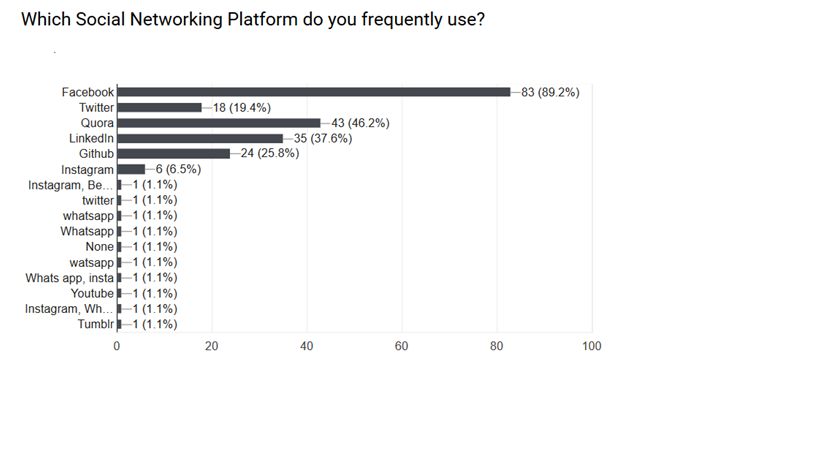 Which Social Networking Platform do you frequently use?
Facebook 83 (89.2%)
Twitter 18 (19.4%)
Quora 43 (46.2%)
LinkedIn 35 (37.6%)
Github 24 (25.8%)
Instagram 6 (6.5%)
Instagram, Be... 1 (1.1%)
twitter 1 (1.1%)
whatsapp 1 (1.1%)
Whatsapp 1 (1.1%)
None 1 (1.1%)
watsapp 1 (1.1%)
Whats app, insta 1 (1.1%)
Youtube 1 (1.1%)
Instagram, Wh... 1 (1.1%)
Tumblr 1 (1.1%)
0 20 40 60 80 100